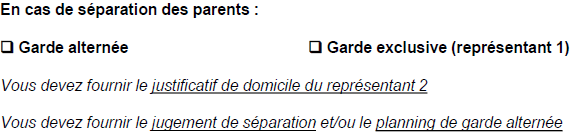 En cas de séparation des parents :
❑ Garde alternée ❑ Garde exclusive (représentant 1)
Vous devez fournir le justificatif de domicile du représentant 2
Vous devez fournir le jugement de séparation et/ou le planning de garde alternée